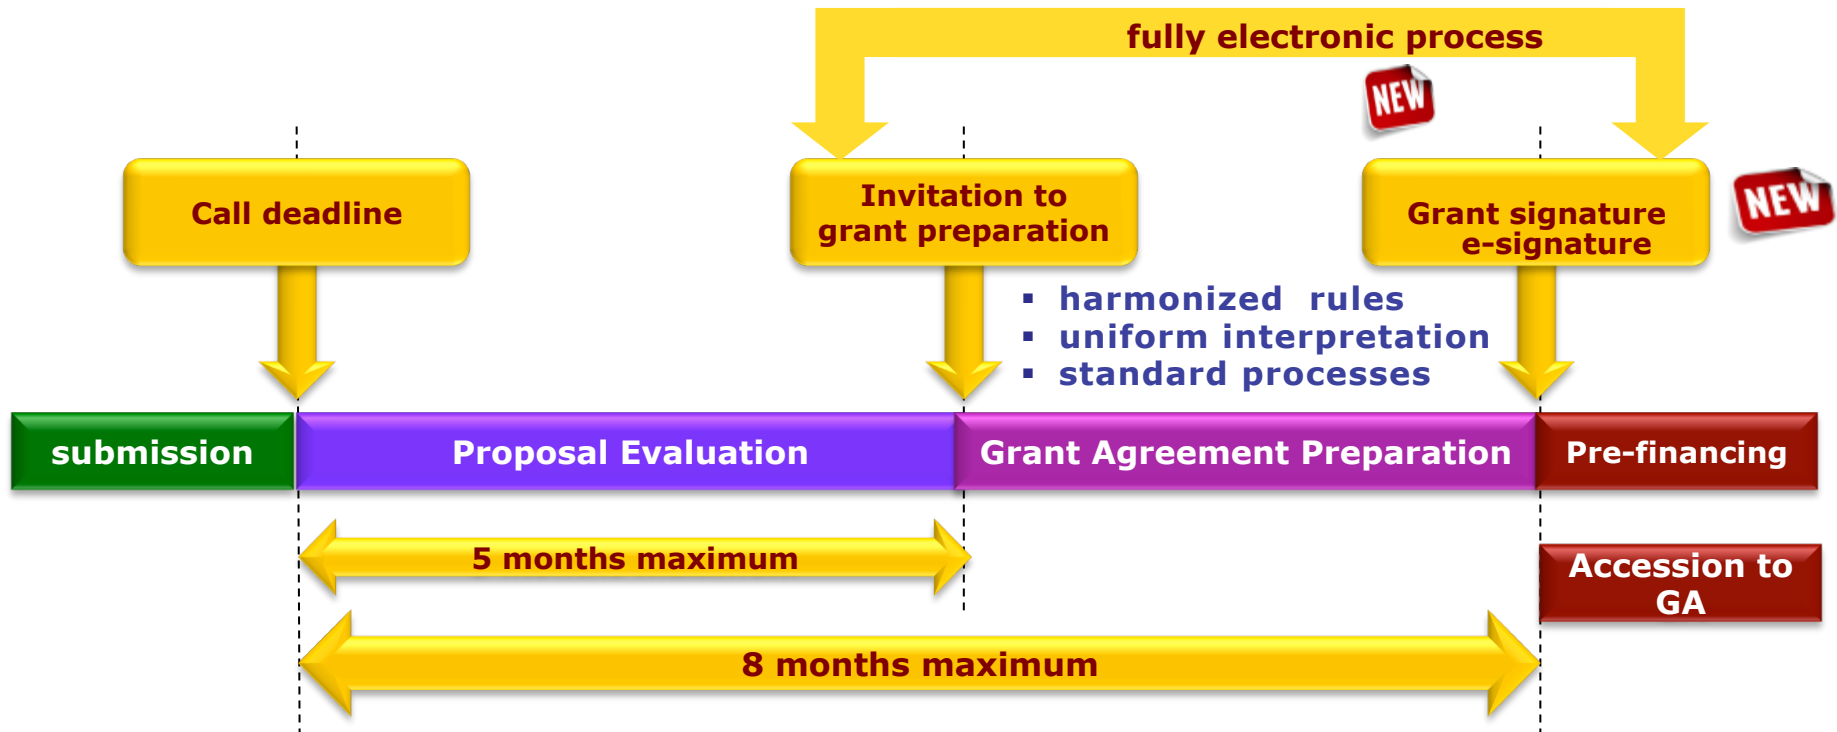 fully electronic process
NEW
Call deadline
Invitation to
grant preparation
Grant signature
e-signature
NEW
▪ harmonized rules
▪ uniform interpretation
▪ standard processes
submission
Proposal Evaluation
Grant Agreement Preparation
Pre-financing
5 months maximum
Accession to
GA
8 months maximum